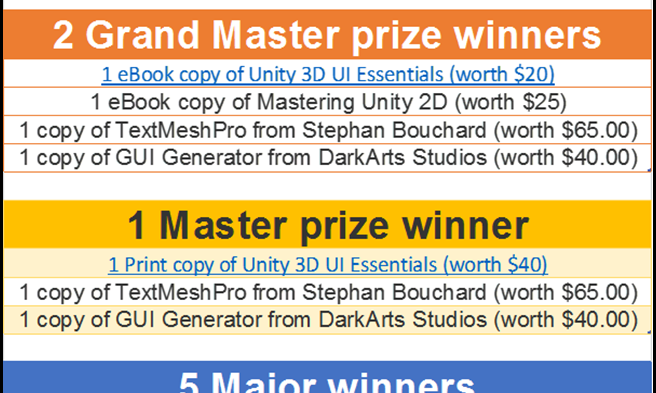 2 Grand Master prize winners
1 eBook copy of Unity 3D UI Essentials (worth $20)
1 eBook copy of Mastering Unity 2D (worth $25)
1 copy of TextMeshPro from Stephan Bouchard (worth $65.00)
1 copy of GUI Generator from DarkArts Studios (worth $40.00)
1 Master prize winner
1 Print copy of Unity 3D UI Essentials (worth $40)
1 copy of TextMeshPro from Stephan Bouchard (worth $65.00)
1 copy of GUI Generator from DarkArts Studios (worth $40.00)
5 Major winners